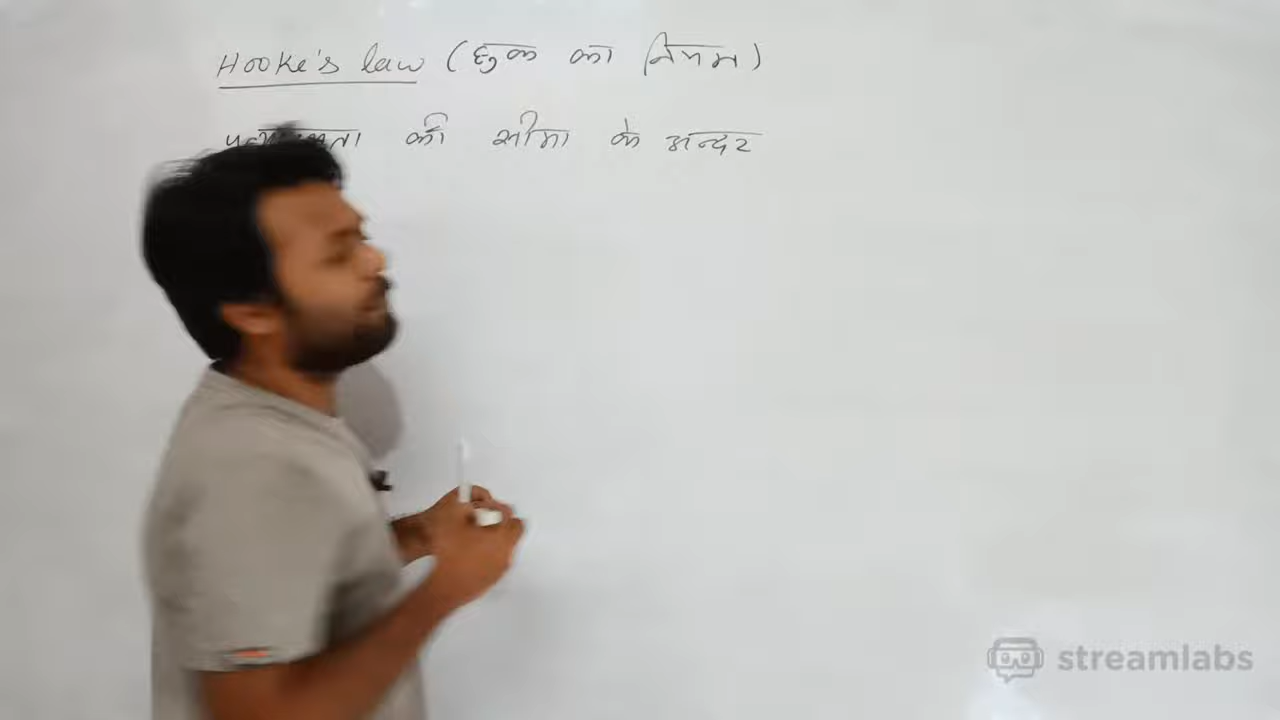 Hooke's law (हुक का नियम)
की सीमा के अन्दर
streamlabs